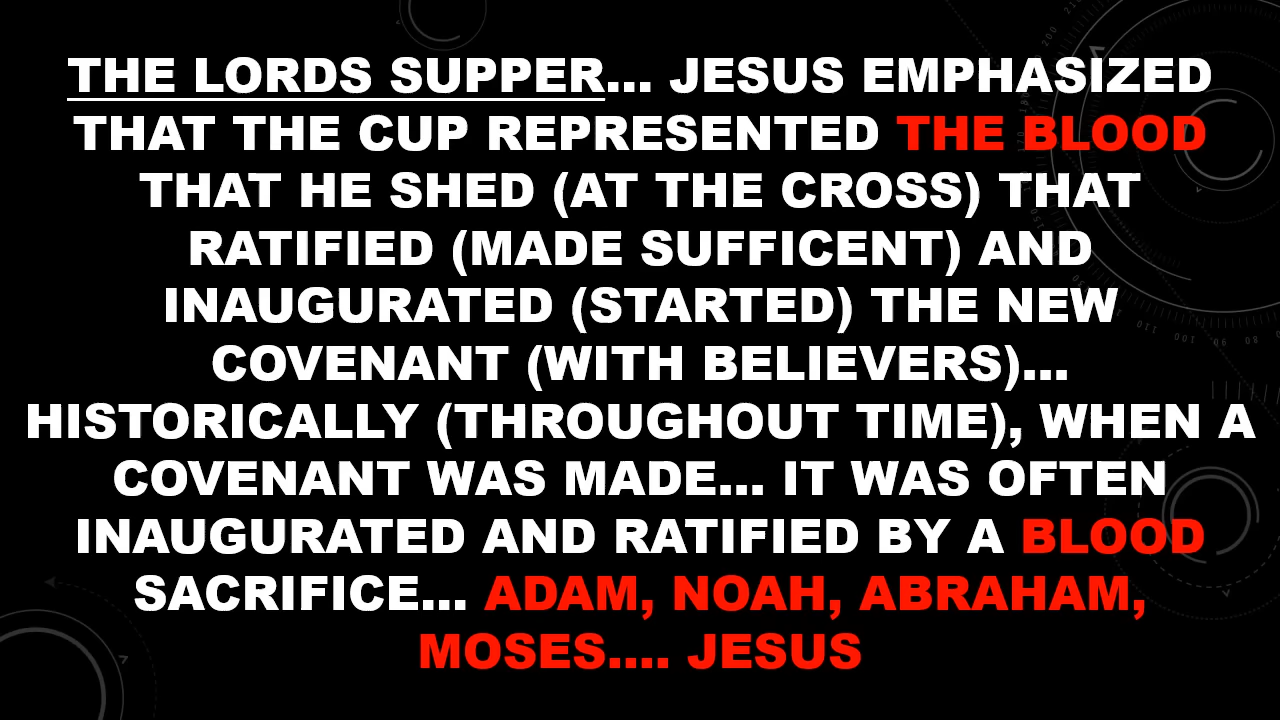 THE LORDS SUPPER... JESUS EMPHASIZED
THAT THE CUP REPRESENTED THE BLOOD
THAT HE SHED (AT THE CROSS) THAT
RATIFIED (MADE SUFFICENT) AND
INAUGURATED (STARTED) THE NEW
COVENANT (WITH BELIEVERS)...
HISTORICALLY (THROUGHOUT TIME), WHEN A
COVENANT WAS MADE... IT WAS OFTEN
INAUGURATED AND RATIFIED BY A BLOOD
SACRIFICE... ADAM, NOAH, ABRAHAM,
MOSES.... JESUS